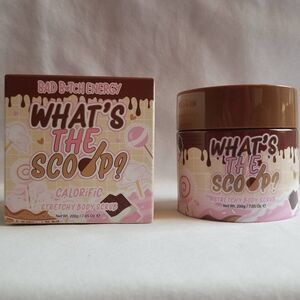 BAD B*TCH ENERGY
WHAT'S
THE
SCOOP?
CALORIFIC
STRETCHY BODY SCRUB
Net Wt. 200g / 7.05 Oz. ℮
WHAT'S
THE
SCOOP?
STRETCHY BODY SCRUB
Net Wt. 200g / 7.05 Oz. ℮